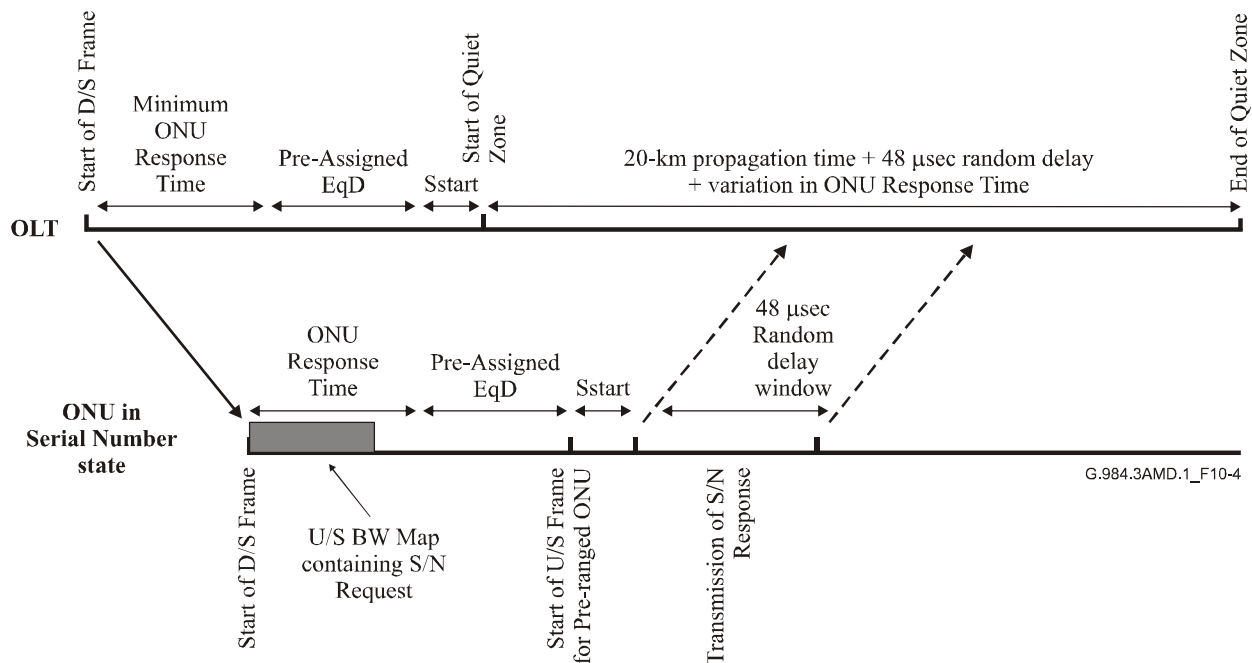 Start of D/S Frame
Minimum
ONU
Response
Time
Pre-Assigned
EqD
Sstart
Start of Quiet
Zone
20-km propagation time + 48 μsec random delay
+ variation in ONU Response Time
End of Quiet Zone
OLT
ONU
Response
Time
Pre-Assigned
EqD
Sstart
48 μsec
Random
delay
window
ONU in
Serial Number
state
G.984.3AMD.1_F10-4
Start of D/S Frame
U/S BW Map
containing S/N
Request
Start of U/S Frame
for Pre-ranged ONU
Transmission of S/N
Response